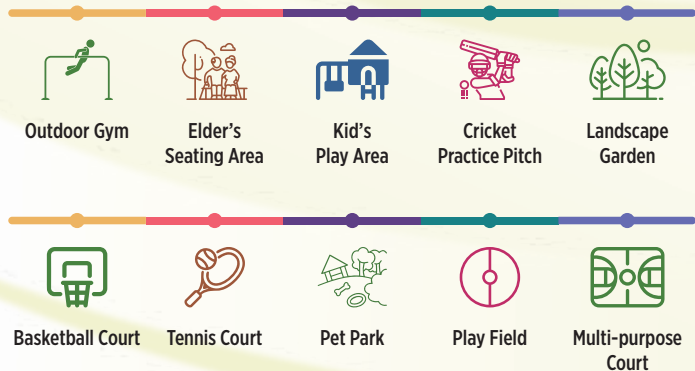 Outdoor Gym
Elder's
Seating Area
Kid's
Play Area
Cricket
Practice Pitch
Landscape
Garden
Basketball Court
Tennis Court
Pet Park
Play Field
Multi-purpose
Court